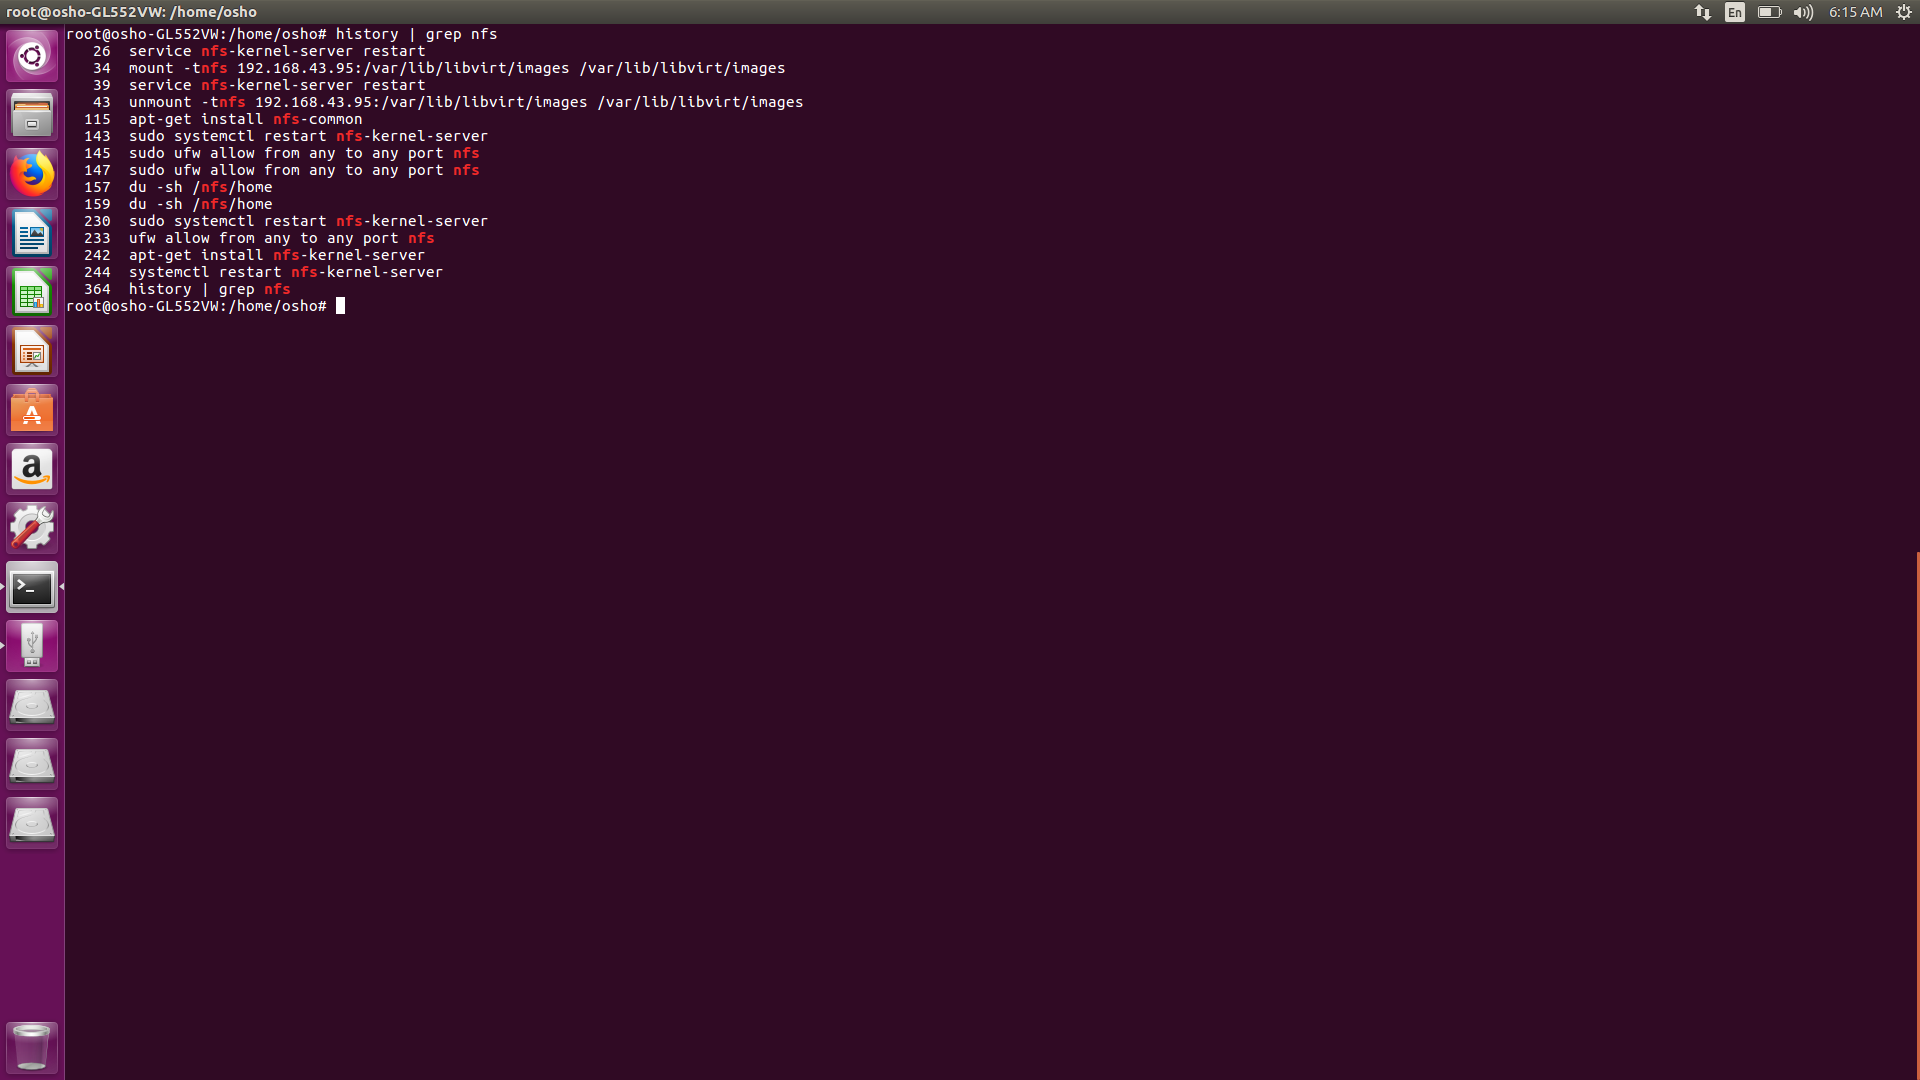 root@osho-GL552VW: /home/osho
En
6:15 AM
root@osho-GL552VW:/home/osho# history | grep nfs
   26  service nfs-kernel-server restart
   34  mount -tnfs 192.168.43.95:/var/lib/libvirt/images /var/lib/libvirt/images
   39  service nfs-kernel-server restart
   43  unmount -tnfs 192.168.43.95:/var/lib/libvirt/images /var/lib/libvirt/images
  115  apt-get install nfs-common
  143  sudo systemctl restart nfs-kernel-server
  145  sudo ufw allow from any to any port nfs
  147  sudo ufw allow from any to any port nfs
  157  du -sh /nfs/home
  159  du -sh /nfs/home
  230  sudo systemctl restart nfs-kernel-server
  233  ufw allow from any to any port nfs
  242  apt-get install nfs-kernel-server
  244  systemctl restart nfs-kernel-server
  364  history | grep nfs
root@osho-GL552VW:/home/osho#